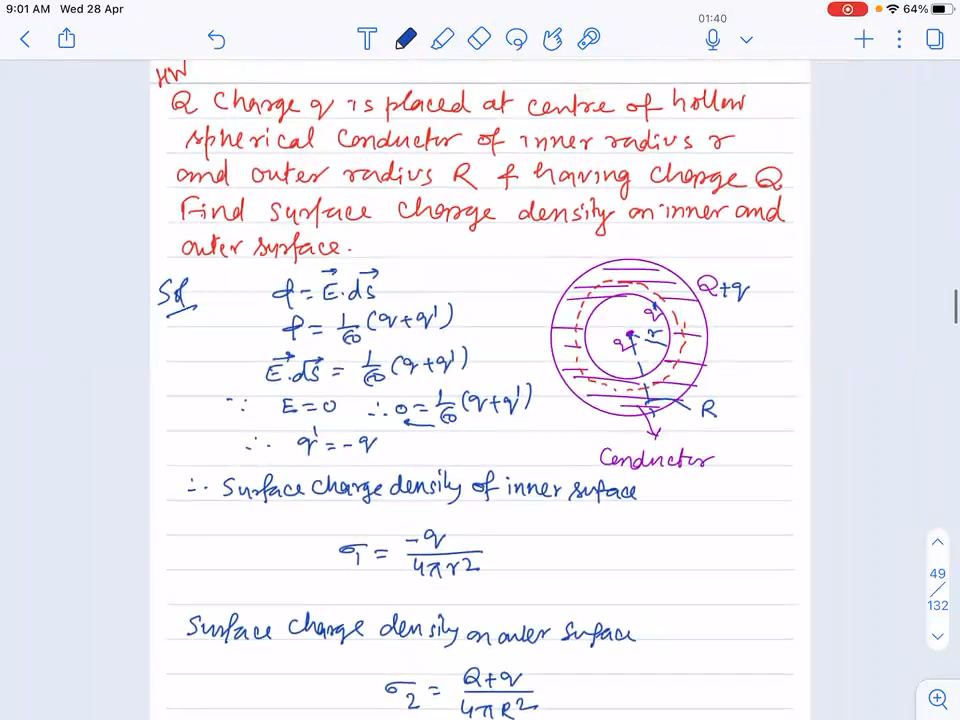 9:01 AM Wed 28 Apr
64%
01:40
T
HW
Q Charge q is placed at centre of hollow
spherical conductor of inner radius r
and outer radius R & having charge Q
Find surface charge density on inner and
outer surface.
Sol
ϕ = E⃗.ds⃗
ϕ = 1/ε0 (q+q')
E⃗.ds⃗ = 1/ε0 (q+q')
∵ E=0 ∴ 0 = 1/ε0 (q+q')
∴ q' = -q
Q+q
q'
q
r
R
Conductor
∴ Surface charge density of inner suface
σ1 = -q / 4πr2
Surface charge density on outer surface
σ2 = Q+q / 4πR2
49
/
132